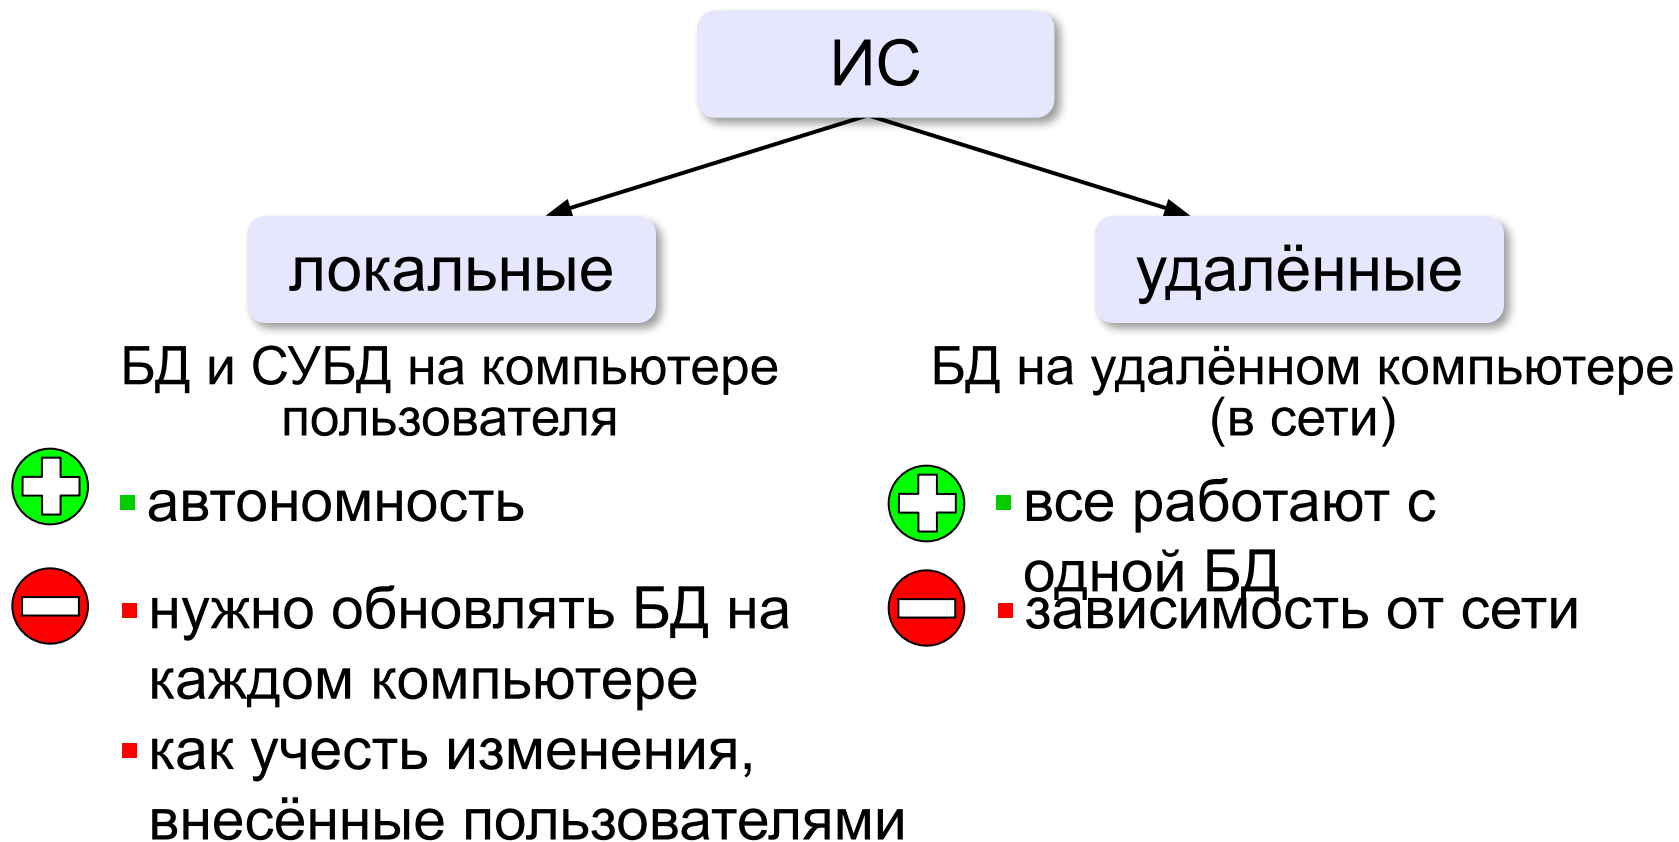 ИС
локальные
БД и СУБД на компьютере
пользователя
автономность
нужно обновлять БД на
каждом компьютере
как учесть изменения,
внесённые пользователями
удалённые
БД на удалённом компьютере
(в сети)
все работают с
одной БД
зависимость от сети